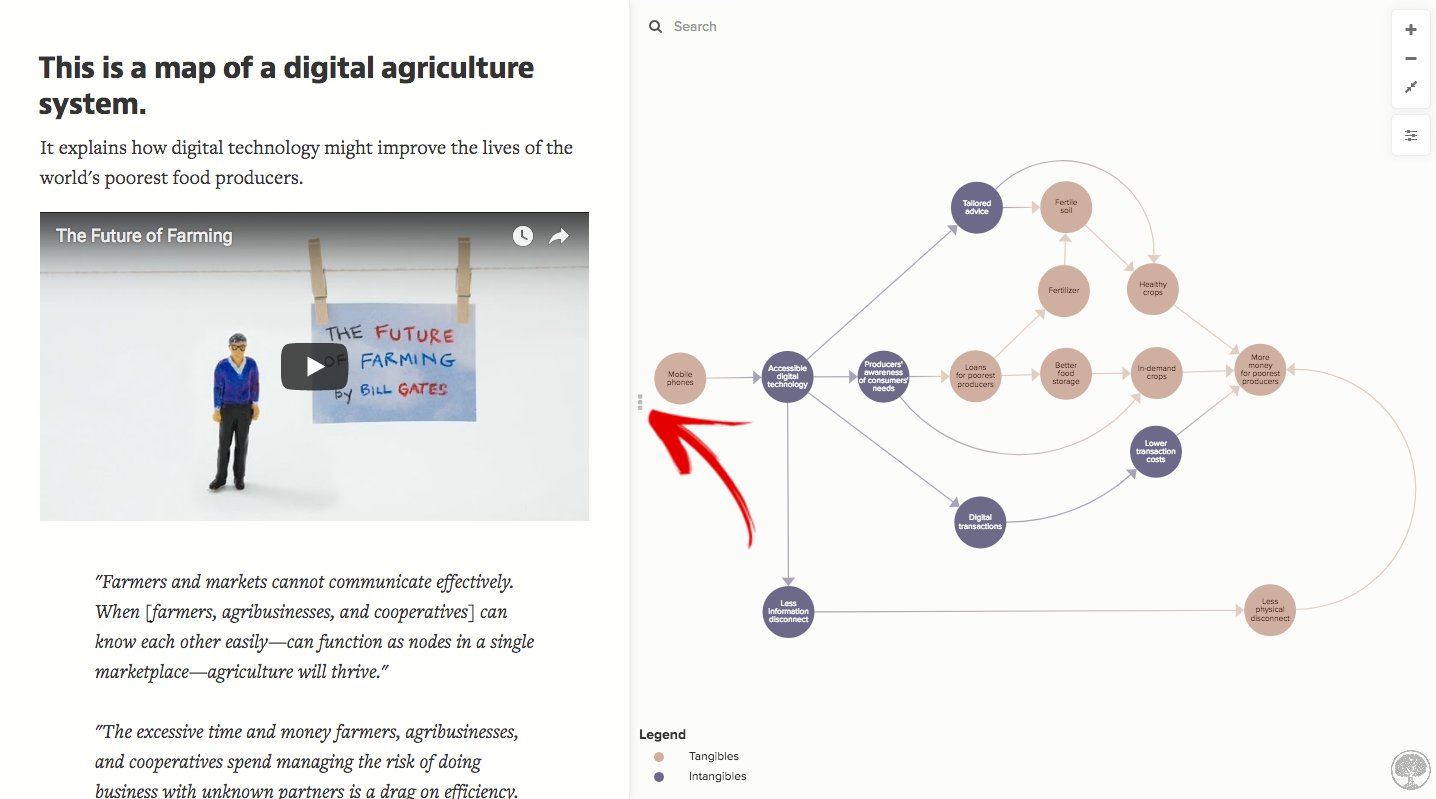 This is a map of a digital agriculture
system.
It explains how digital technology might improve the lives of the
world's poorest food producers.
The Future of Farming
THE FUTURE
OF FARMING
by BILL GATES
"Farmers and markets cannot communicate effectively.
When [farmers, agribusinesses, and cooperatives] can
know each other easily—can function as nodes in a single
marketplace—agriculture will thrive."
"The excessive time and money farmers, agribusinesses,
and cooperatives spend managing the risk of doing
business with unknown partners is a drag on efficiency.
Search
Tailored
advice
Fertile
soil
Fertilizer
Healthy
crops
Mobile
phones
Accessible
digital
technology
Producers'
awareness
of consumers'
needs
Loans
for poorest
producers
Better
food
storage
In-demand
crops
More
money
for poorest
producers
Lower
transaction
costs
Digital
transactions
Less
information
disconnect
Less
physical
disconnect
Legend
Tangibles
Intangibles